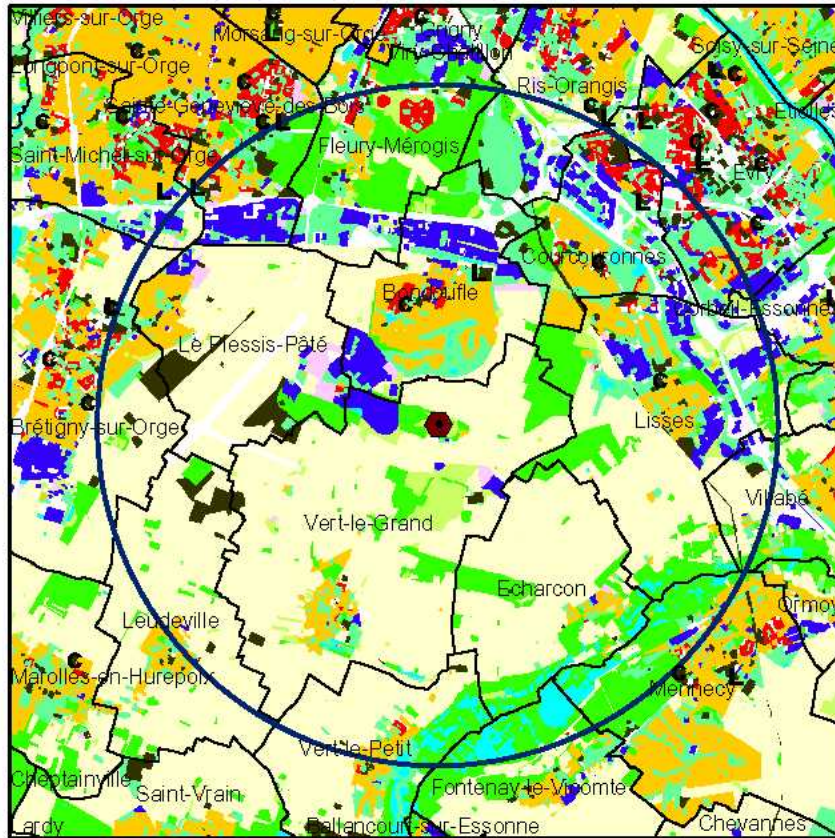 Villiers-sur-Orge
Morsang-sur-Orge
Grigny
Viry-Chatillon
Soisy-sur-Seine
Longpont-sur-Orge
Ris-Orangis
Sainte-Geneviève-des-Bois
Etiolles
Saint-Michel-sur-Orge
Fleury-Mérogis
Evry
Courcouronnes
Bondoufle
Corbeil-Essonnes
Le Plessis-Pâté
Brétigny-sur-Orge
Lisses
Villabé
Vert-le-Grand
Echarcon
Ormoy
Leudeville
Marolles-en-Hurepoix
Mennecy
Vert-le-Petit
Cheptainville
Saint-Vrain
Fontenay-le-Vicomte
Lardy
Ballancourt-sur-Essonne
Chevannes